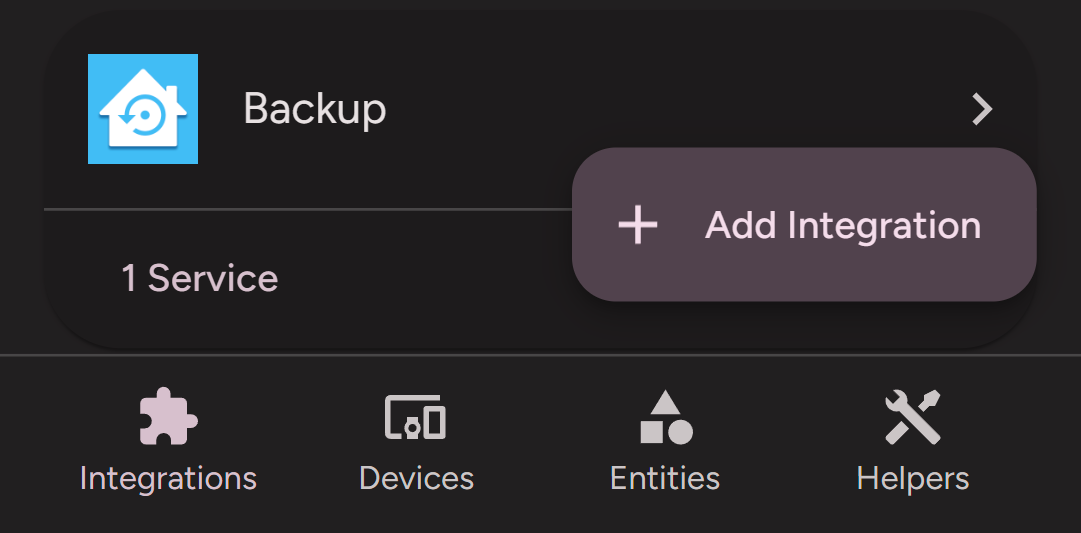 Backup
Add Integration
1 Service
Integrations
Devices
Entities
Helpers